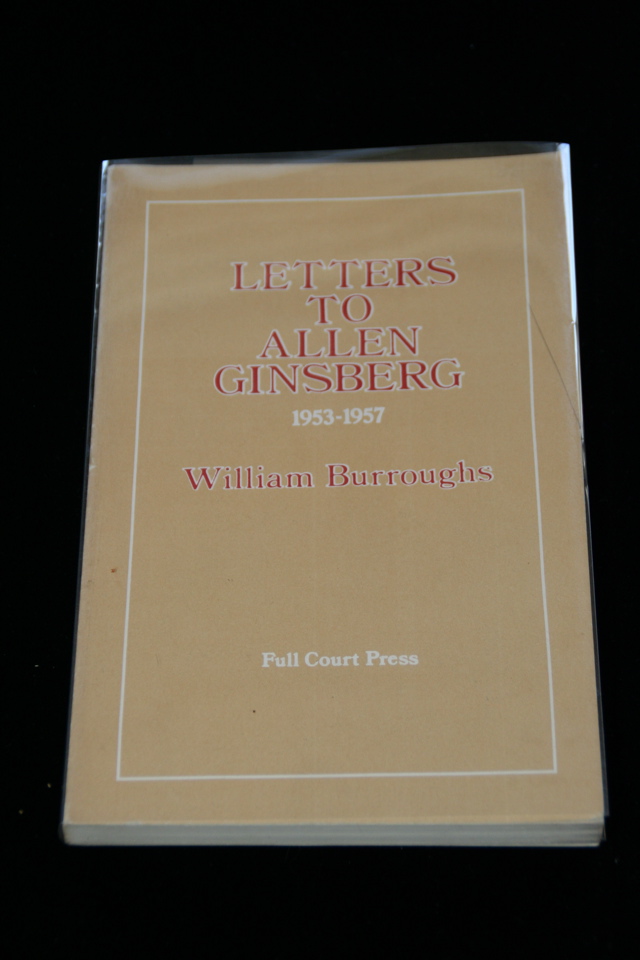 LETTERS
TO
ALLEN
GINSBERG
1953-1957
William Burroughs
Full Court Press